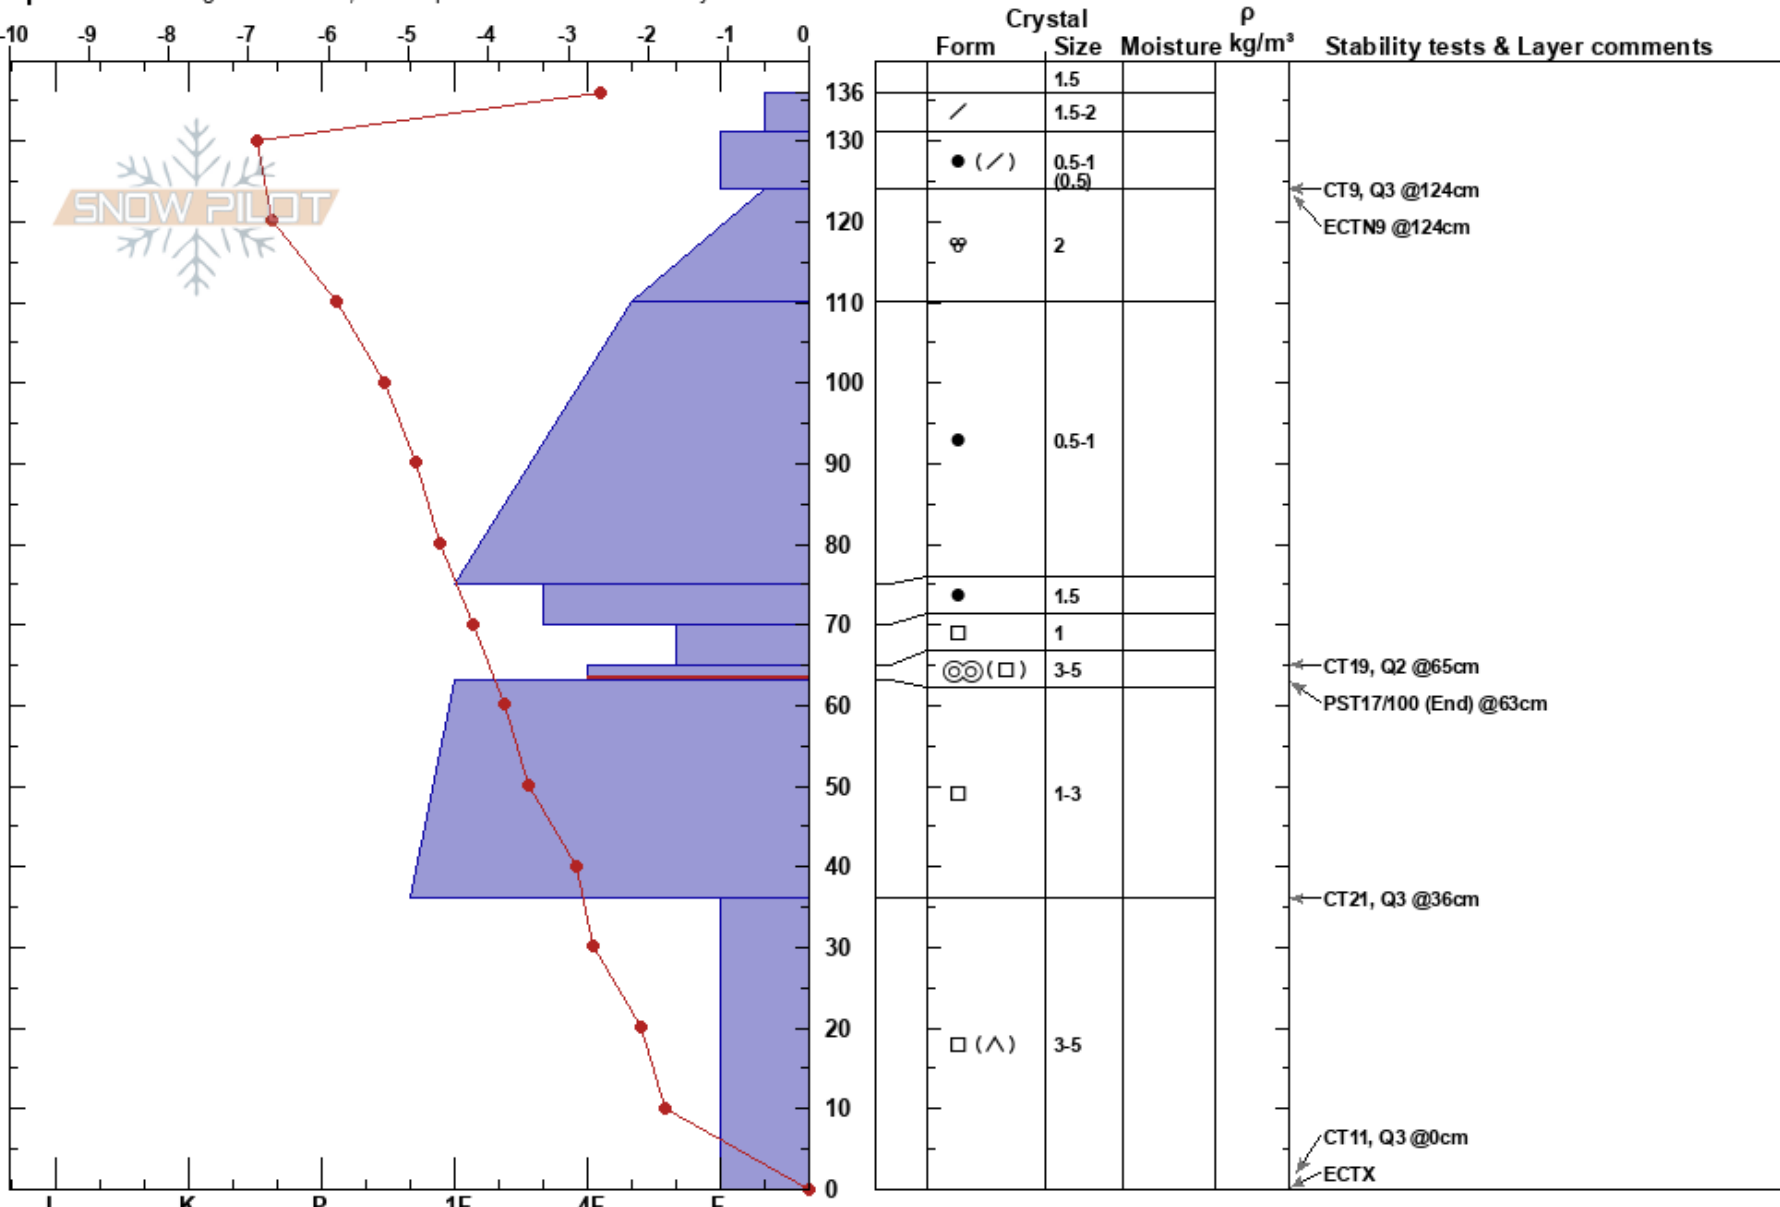 Crystal ρ
Form Size Moisture kg/m³ Stability tests & Layer comments
-10 -9 -8 -7 -6 -5 -4 -3 -2 -1 0
1.5
136
1.5-2
130
0.5-1
(0.5)
CT9, Q3 @124cm
SNOW PILOT
120
ECTN9 @124cm
2
110
100
0.5-1
90
80
1.5
70
1
3-5
CT19, Q2 @65cm
60
PST17/100 (End) @63cm
50
1-3
40
CT21, Q3 @36cm
30
20
3-5
10
CT11, Q3 @0cm
ECTX
0
I K P 1F 4F F